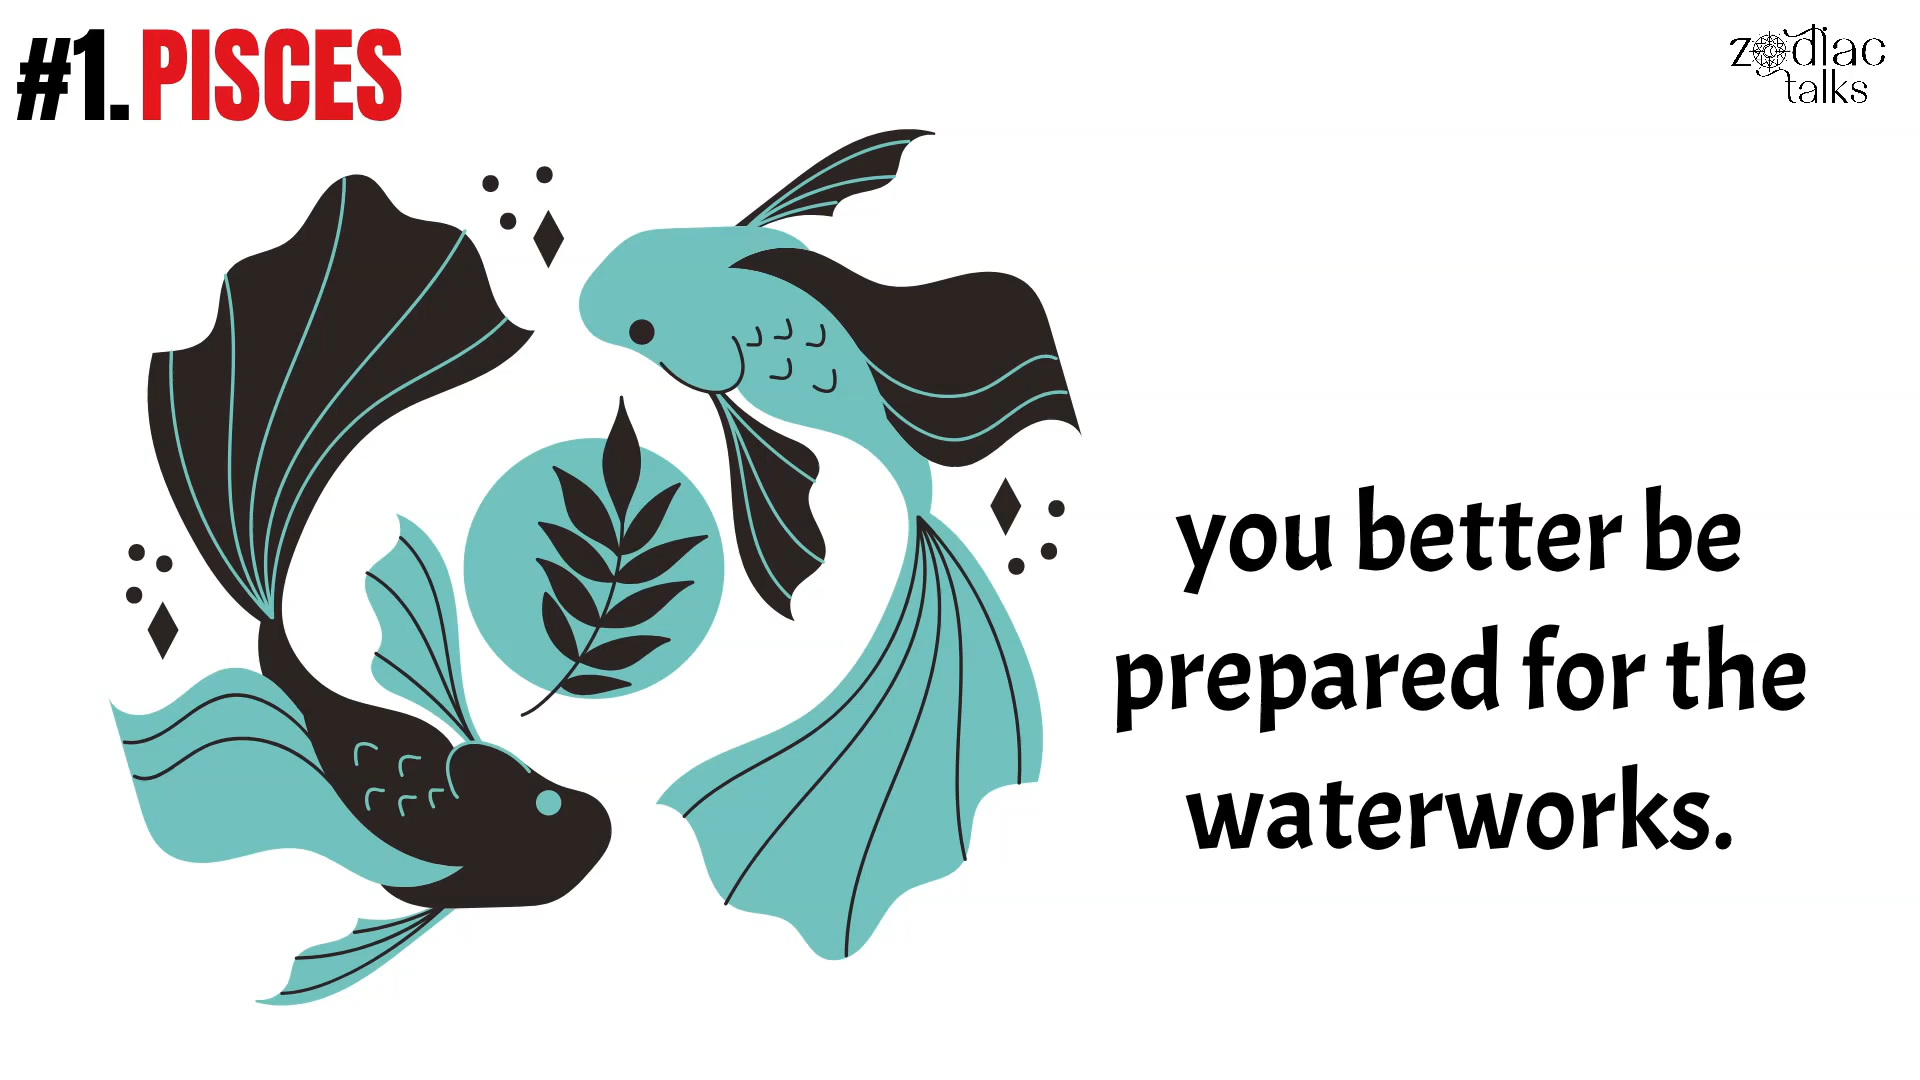 #1. PISCES
zodiac
talks
you better be
prepared for the
waterworks.